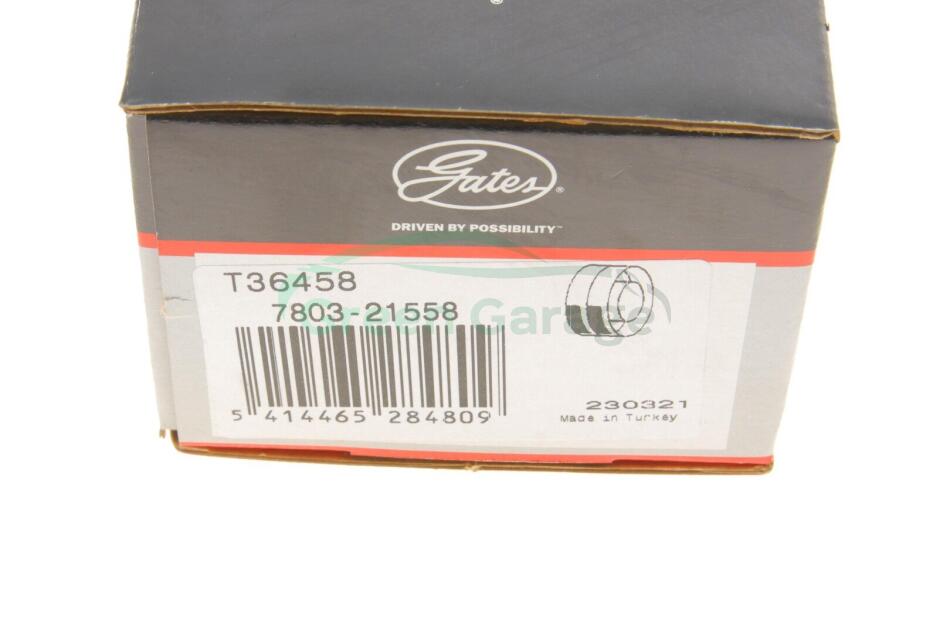 ®
Gates®
DRIVEN BY POSSIBILITY™
T36458
7803-21558
Green Garage
5 414465 284809
230321
Made in Turkey